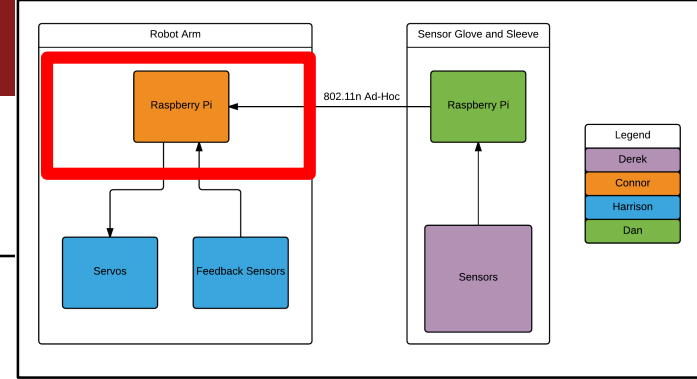 Robot Arm
Sensor Glove and Sleeve
Raspberry Pi
802.11n Ad-Hoc
Raspberry Pi
Legend
Derek
Connor
Harrison
Dan
Servos
Feedback Sensors
Sensors